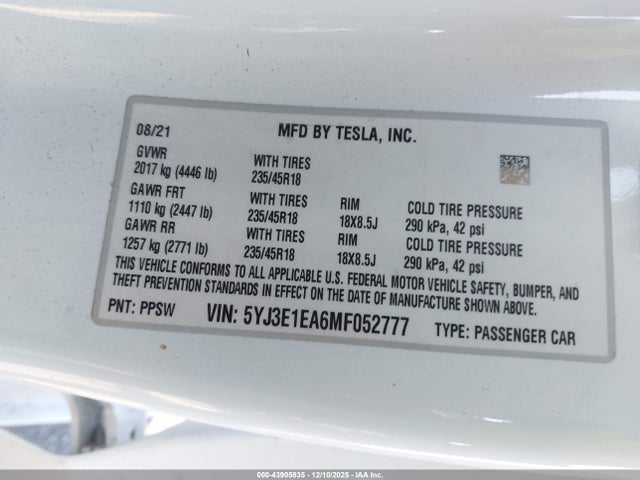 08/21 MFD BY TESLA, INC.
GVWR WITH TIRES
2017 kg (4446 lb) 235/45R18
GAWR FRT WITH TIRES RIM COLD TIRE PRESSURE
1110 kg (2447 lb) 235/45R18 18X8.5J 290 kPa, 42 psi
GAWR RR WITH TIRES RIM COLD TIRE PRESSURE
1257 kg (2771 lb) 235/45R18 18X8.5J 290 kPa, 42 psi
THIS VEHICLE CONFORMS TO ALL APPLICABLE U.S. FEDERAL MOTOR VEHICLE SAFETY, BUMPER, AND
THEFT PREVENTION STANDARDS IN EFFECT ON THE DATE OF MANUFACTURE SHOWN ABOVE.
PNT: PPSW VIN: 5YJ3E1EA6MF052777 TYPE: PASSENGER CAR
000-43905835 - 12/10/2025 - IAA Inc.